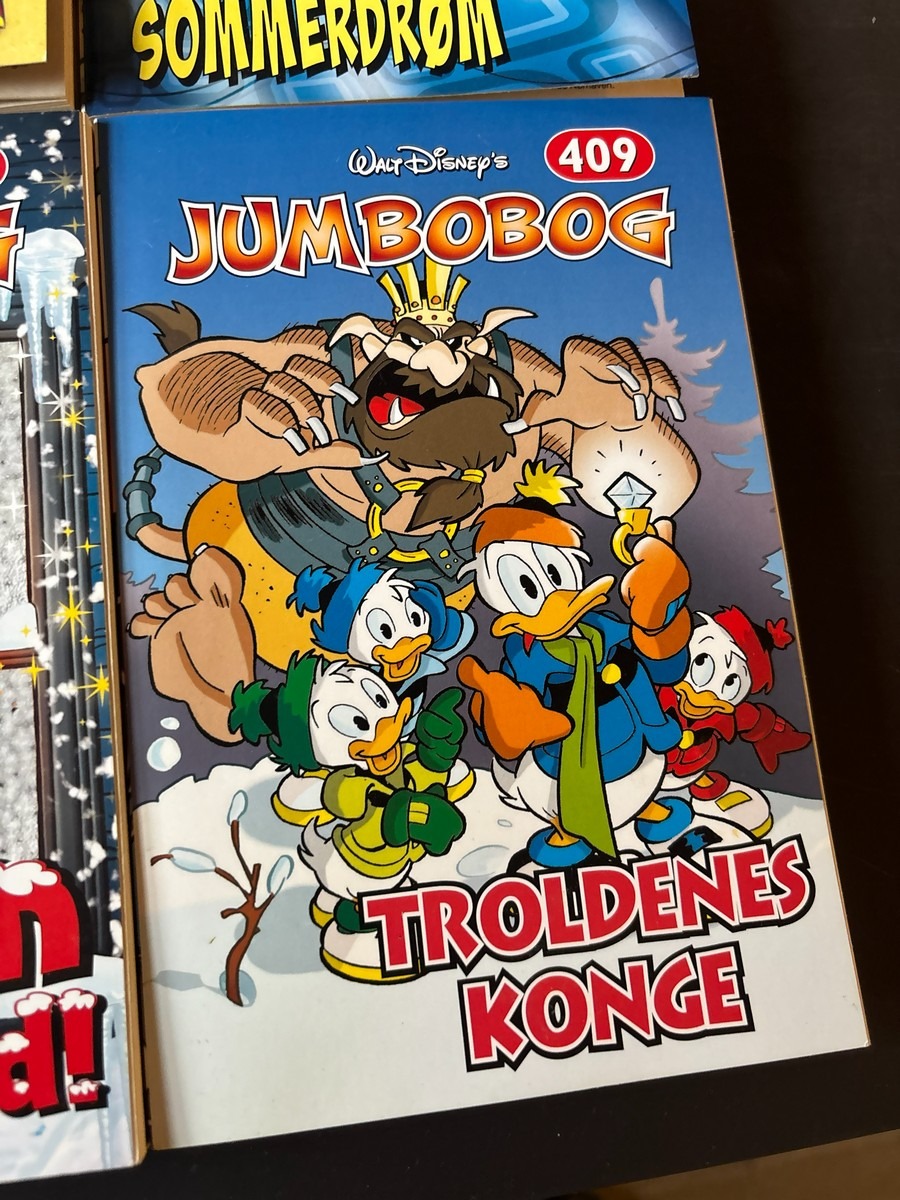 SOMMERDRØM
WALT DISNEY'S
409
JUMBOBOG
TROLDENES
KONGE